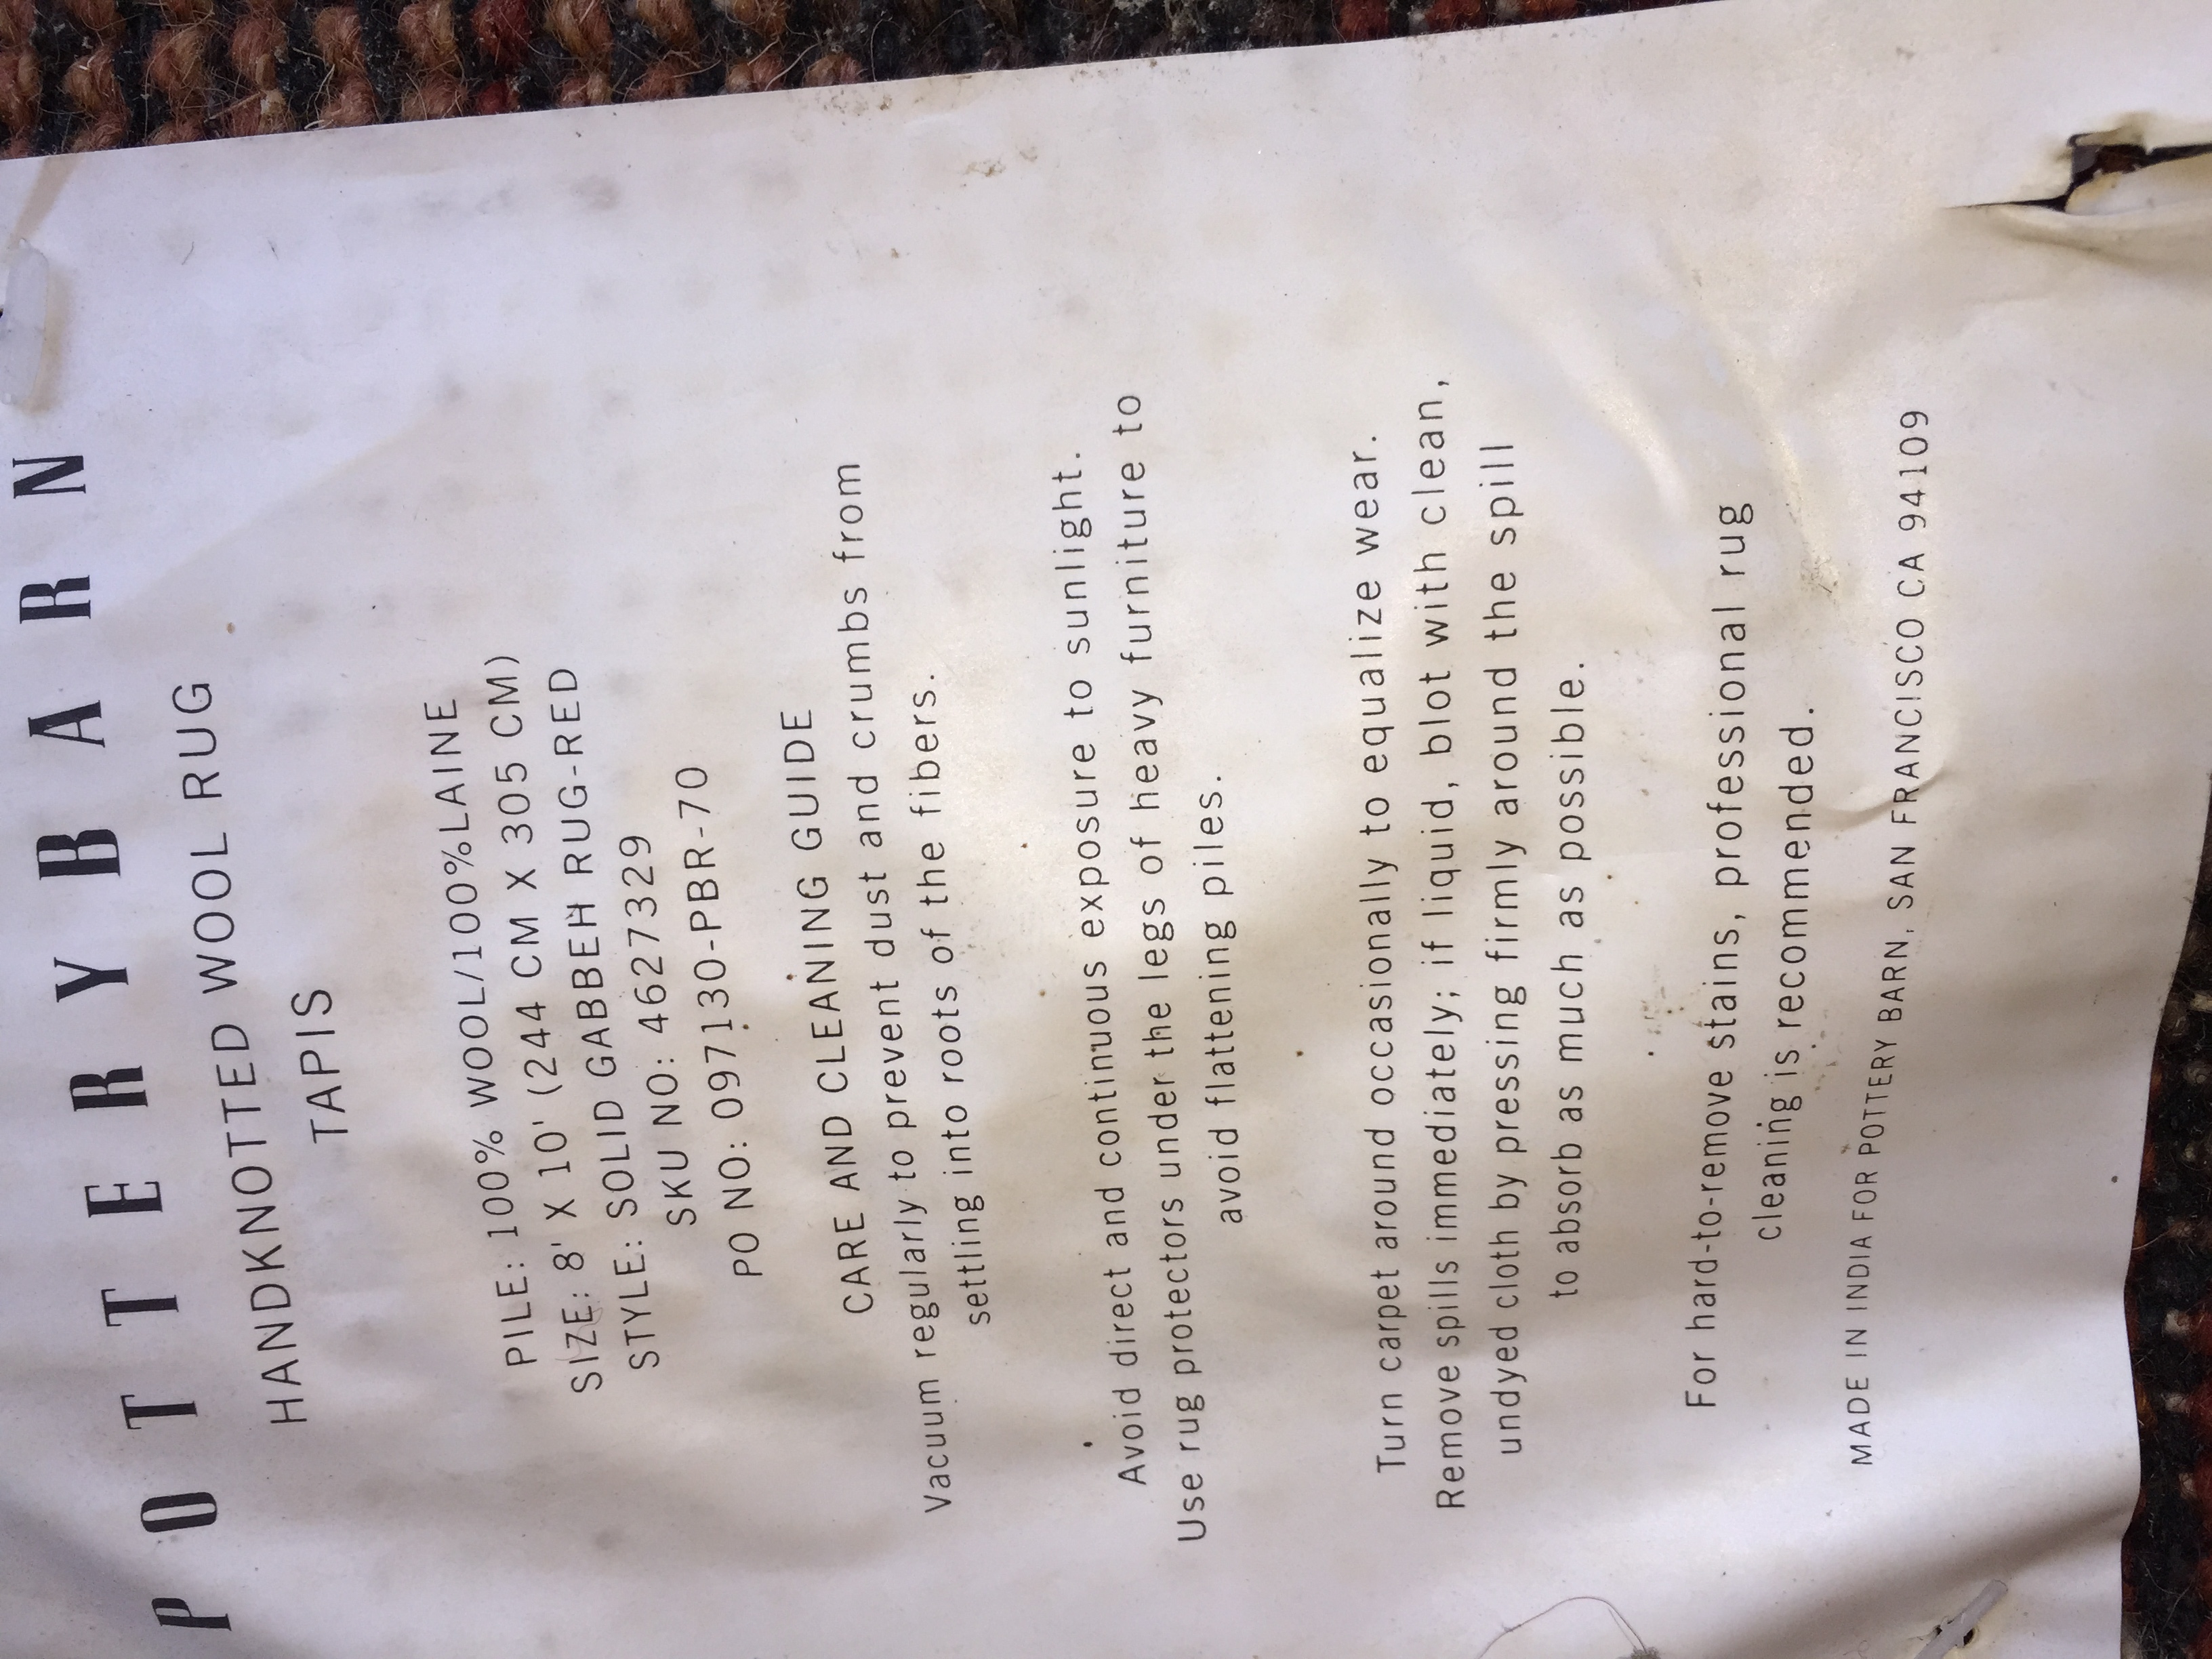 POTTERY BARN
HANDKNOTTED WOOL RUG
TAPIS
PILE: 100% WOOL/100%LAINE
SIZE: 8' X 10' (244 CM X 305 CM)
STYLE: SOLID GABBEH RUG-RED
SKU NO: 4627329
PO NO: 097130-PBR-70
CARE AND CLEANING GUIDE
Vacuum regularly to prevent dust and crumbs from
settling into roots of the fibers.
Avoid direct and continuous exposure to sunlight.
Use rug protectors under the legs of heavy furniture to
avoid flattening piles.
Turn carpet around occasionally to equalize wear.
Remove spills immediately; if liquid, blot with clean,
undyed cloth by pressing firmly around the spill
to absorb as much as possible.
For hard-to-remove stains, professional rug
cleaning is recommended.
MADE IN INDIA FOR POTTERY BARN, SAN FRANCISCO CA 94109